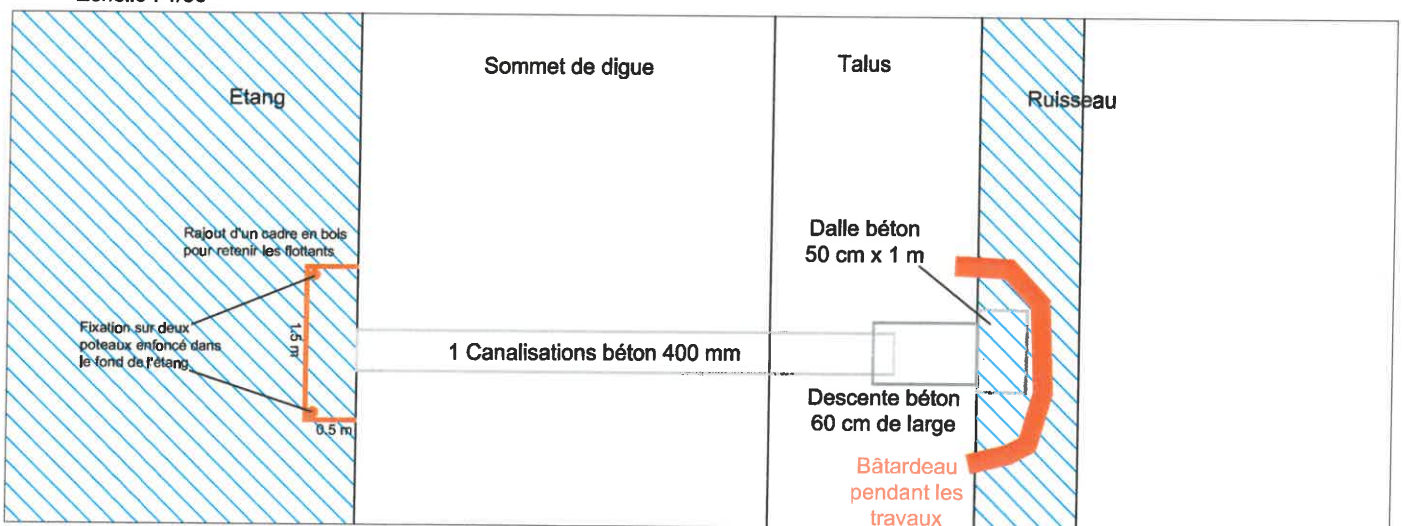 Sommet de digue
Talus
Etang
Ruisseau
Rajout d'un cadre en bois
pour retenir les flottants
Dalle béton
50 cm x 1 m
Fixation sur deux
poteaux enfoncé dans
le fond de l'étang
1.5 m
0.5 m
1 Canalisations béton 400 mm
Descente béton
60 cm de large
Bâtardeau
pendant les
travaux